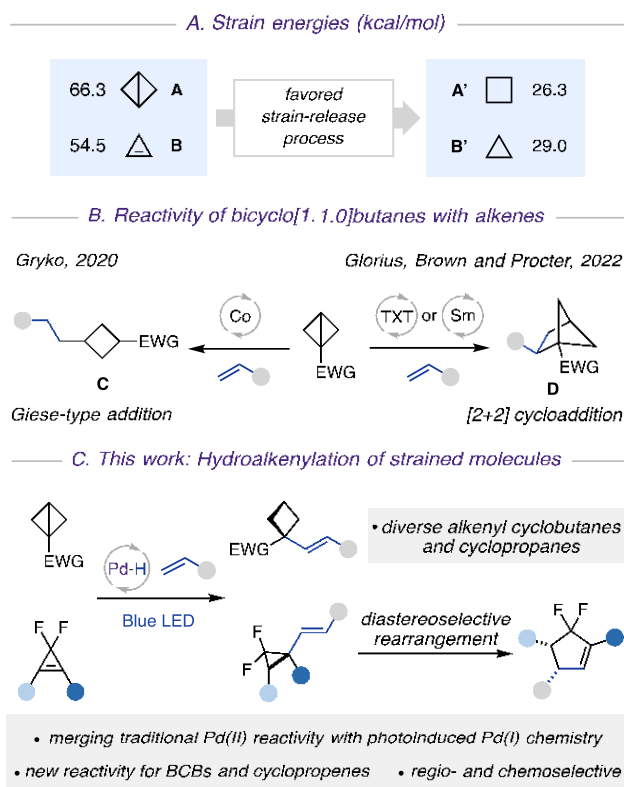 A. Strain energies (kcal/mol)
66.3 A
favored
strain-release
process
A' 26.3
54.5 B
B' 29.0
B. Reactivity of bicyclo[1.1.0]butanes with alkenes
Gryko, 2020
Glorius, Brown and Procter, 2022
EWG
C
Co
EWG
TXT or Sm
EWG
D
Giese-type addition
[2+2] cycloaddition
C. This work: Hydroalkenylation of strained molecules
EWG
Pd-H
Blue LED
EWG
• diverse alkenyl cyclobutanes
and cyclopropanes
F F
F
F
diastereoselective
rearrangement
F F
• merging traditional Pd(II) reactivity with photoinduced Pd(I) chemistry
• new reactivity for BCBs and cyclopropenes • regio- and chemoselective